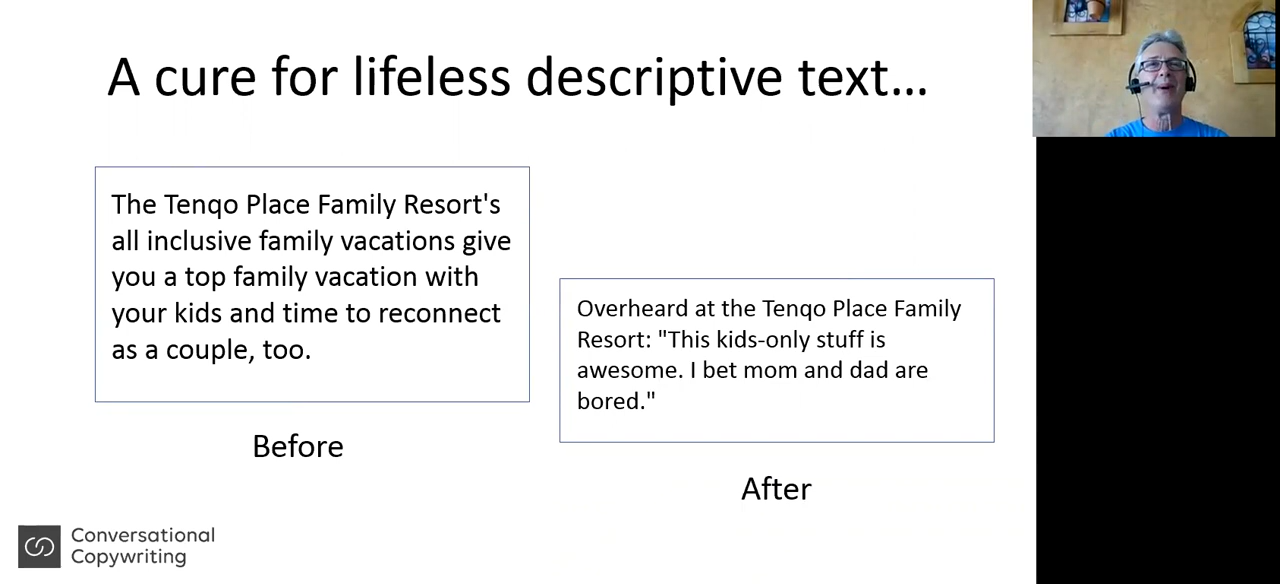 A cure for lifeless descriptive text...
The Tenqo Place Family Resort's
all inclusive family vacations give
you a top family vacation with
your kids and time to reconnect
as a couple, too.
Before
Overheard at the Tenqo Place Family
Resort: "This kids-only stuff is
awesome. I bet mom and dad are
bored."
After
Conversational
Copywriting